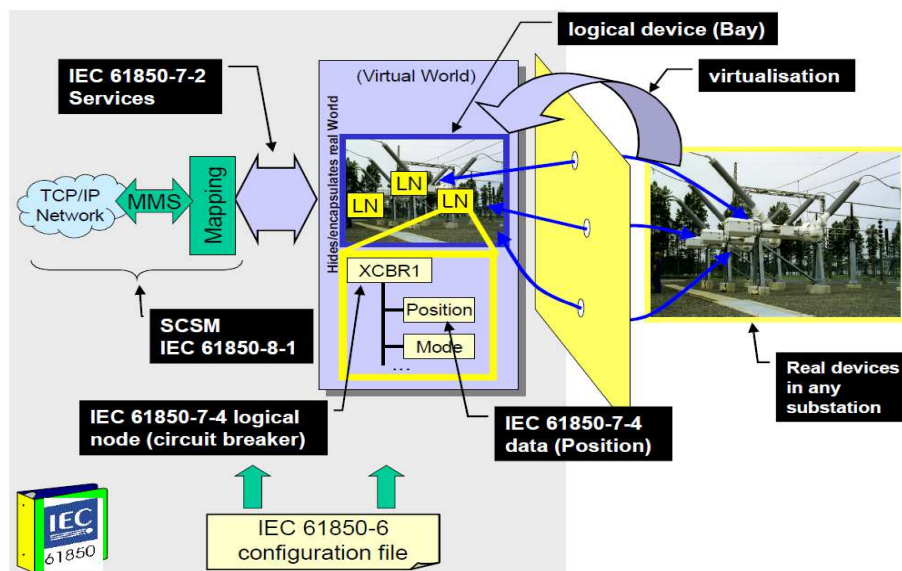 logical device (Bay)
IEC 61850-7-2
Services
(Virtual World)
virtualisation
Hides/encapsulates real World
TCP/IP
Network
MMS
Mapping
LN
LN
LN
XCBR1
Position
Mode
...
SCSM
IEC 61850-8-1
Real devices
in any
substation
IEC 61850-7-4 logical
node (circuit breaker)
IEC 61850-7-4
data (Position)
IEC 61850-6
configuration file
IEC
61850